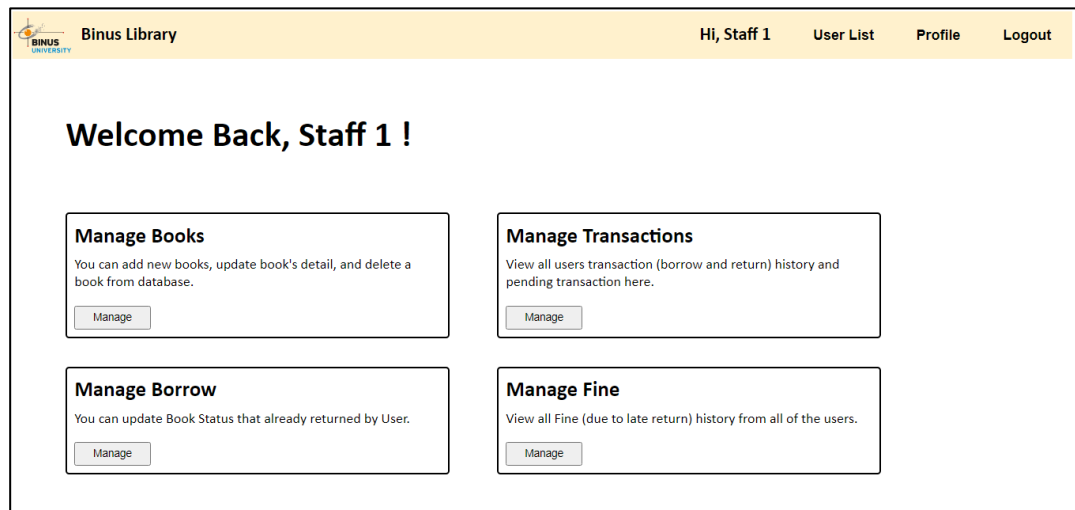 BINUS
UNIVERSITY
Binus Library
Hi, Staff 1
User List
Profile
Logout
Welcome Back, Staff 1 !
Manage Books
You can add new books, update book's detail, and delete a
book from database.
Manage
Manage Transactions
View all users transaction (borrow and return) history and
pending transaction here.
Manage
Manage Borrow
You can update Book Status that already returned by User.
Manage
Manage Fine
View all Fine (due to late return) history from all of the users.
Manage